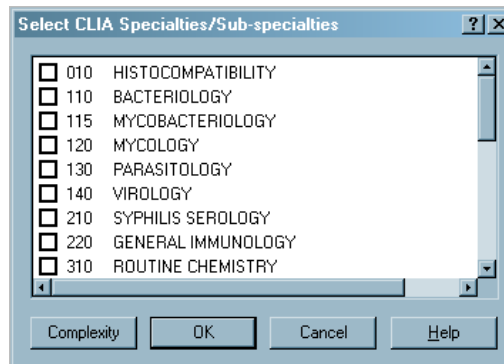 Select CLIA Specialties/Sub-specialties ? x
010 HISTOCOMPATIBILITY
110 BACTERIOLOGY
115 MYCOBACTERIOLOGY
120 MYCOLOGY
130 PARASITOLOGY
140 VIROLOGY
210 SYPHILIS SEROLOGY
220 GENERAL IMMUNOLOGY
310 ROUTINE CHEMISTRY
Complexity OK Cancel Help